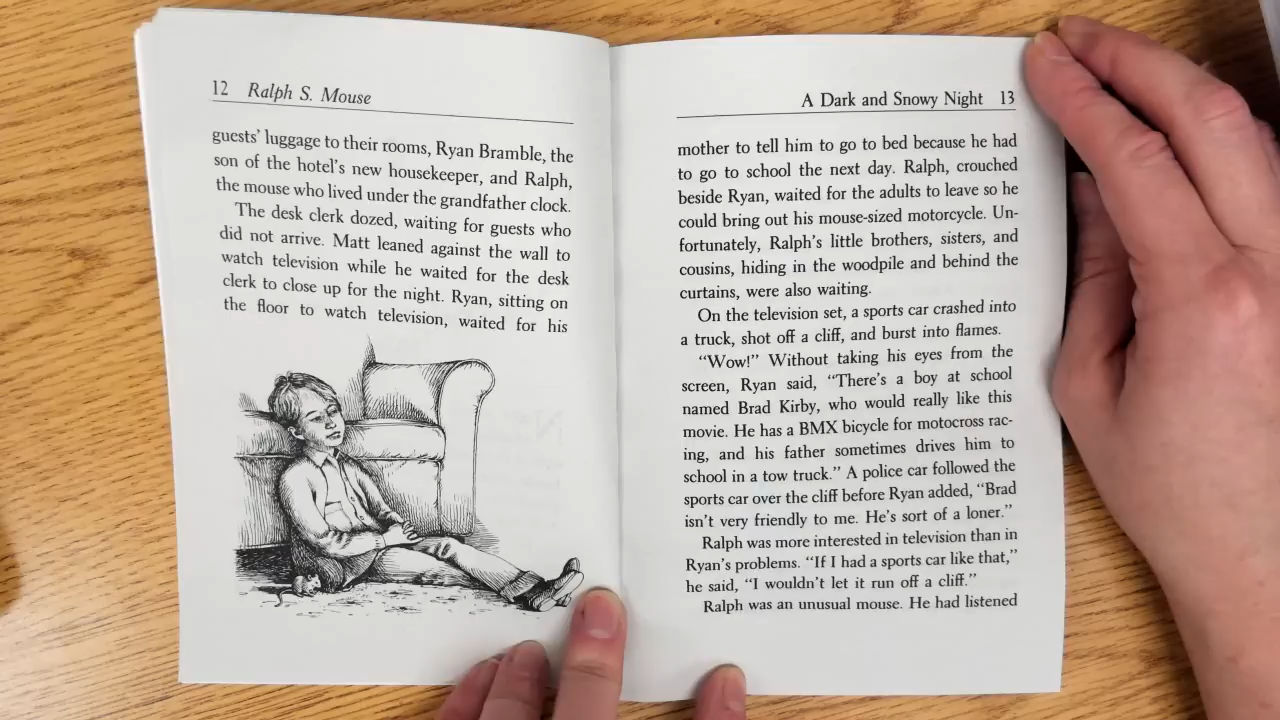 12 Ralph S. Mouse
guests' luggage to their rooms, Ryan Bramble, the
son of the hotel's new housekeeper, and Ralph,
the mouse who lived under the grandfather clock.
The desk clerk dozed, waiting for guests who
did not arrive. Matt leaned against the wall to
watch television while he waited for the desk
clerk to close up for the night. Ryan, sitting on
the floor to watch television, waited for his
A Dark and Snowy Night 13
mother to tell him to go to bed because he had
to go to school the next day. Ralph, crouched
beside Ryan, waited for the adults to leave so he
could bring out his mouse-sized motorcycle. Un-
fortunately, Ralph's little brothers, sisters, and
cousins, hiding in the woodpile and behind the
curtains, were also waiting.
On the television set, a sports car crashed into
a truck, shot off a cliff, and burst into flames.
"Wow!" Without taking his eyes from the
screen, Ryan said, "There's a boy at school
named Brad Kirby, who would really like this
movie. He has a BMX bicycle for motocross rac-
ing, and his father sometimes drives him to
school in a tow truck." A police car followed the
sports car over the cliff before Ryan added, "Brad
isn't very friendly to me. He's sort of a loner."
Ralph was more interested in television than in
Ryan's problems. "If I had a sports car like that,"
he said, "I wouldn't let it run off a cliff."
Ralph was an unusual mouse. He had listened